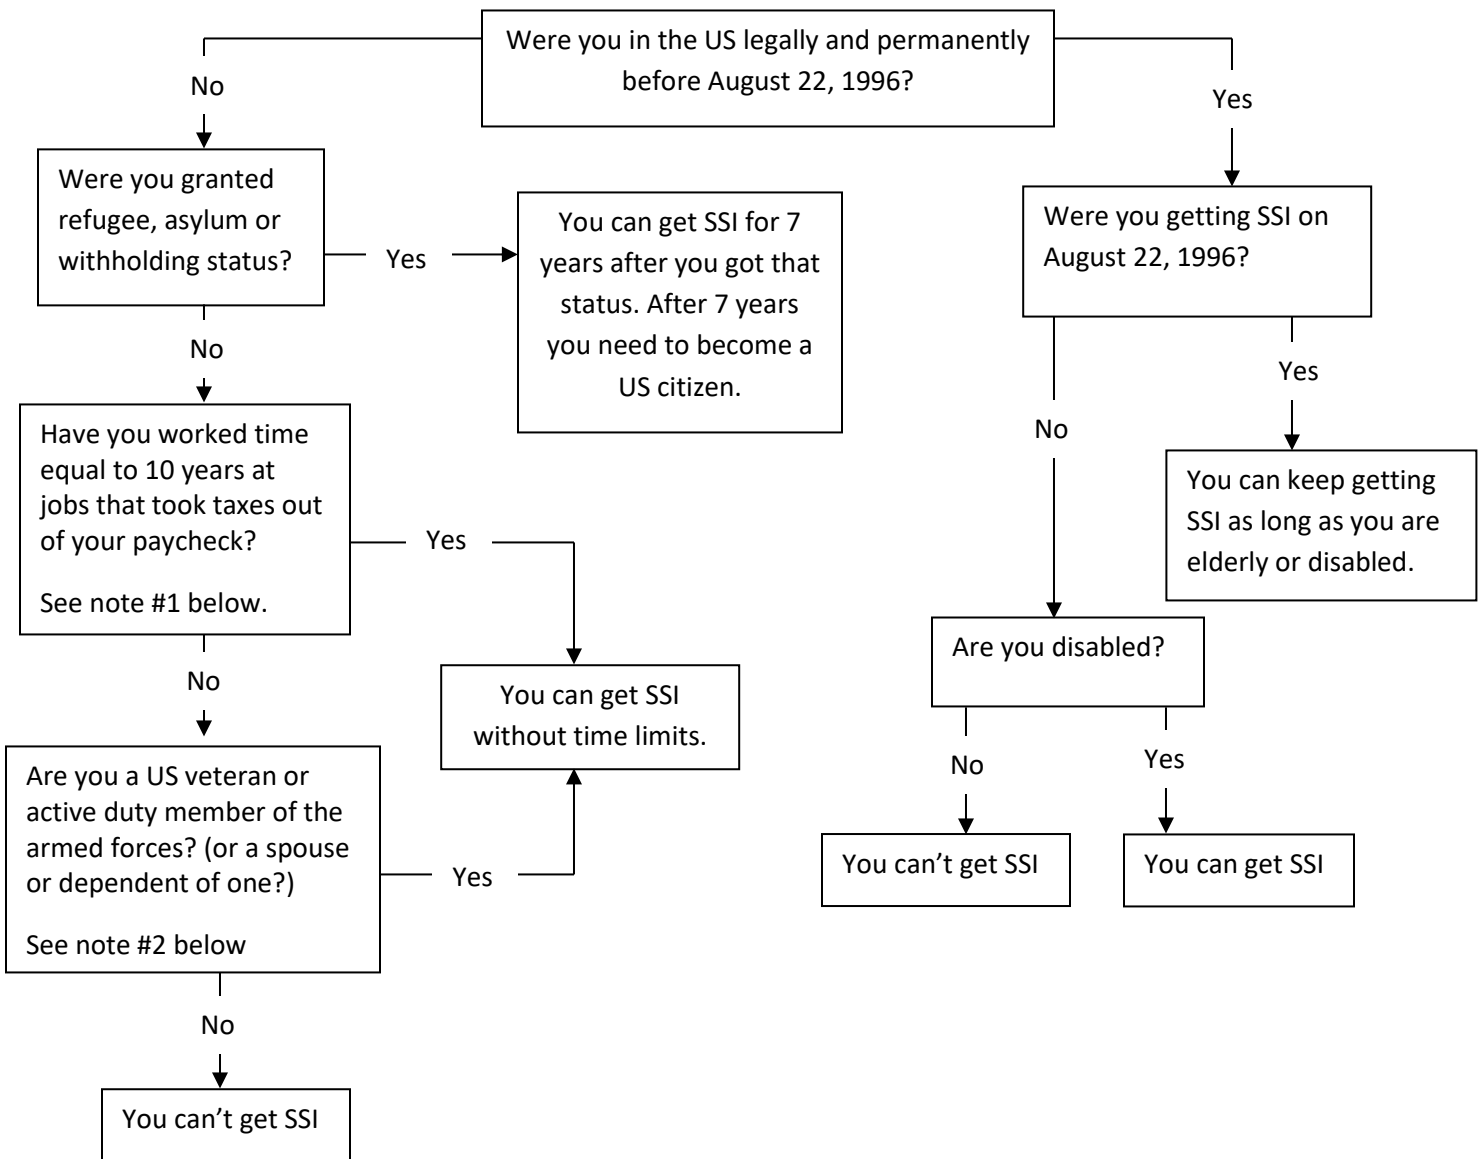 Were you in the US legally and permanently
before August 22, 1996?
No
Yes
Were you granted
refugee, asylum or
withholding status?
Yes
You can get SSI for 7
years after you got that
status. After 7 years
you need to become a
US citizen.
Were you getting SSI on
August 22, 1996?
No
Yes
No
Have you worked time
equal to 10 years at
jobs that took taxes out
of your paycheck?
See note #1 below.
Yes
You can keep getting
SSI as long as you are
elderly or disabled.
Are you disabled?
No
You can get SSI
without time limits.
Are you a US veteran or
active duty member of the
armed forces? (or a spouse
or dependent of one?)
See note #2 below
Yes
No
Yes
You can't get SSI
You can get SSI
No
You can't get SSI